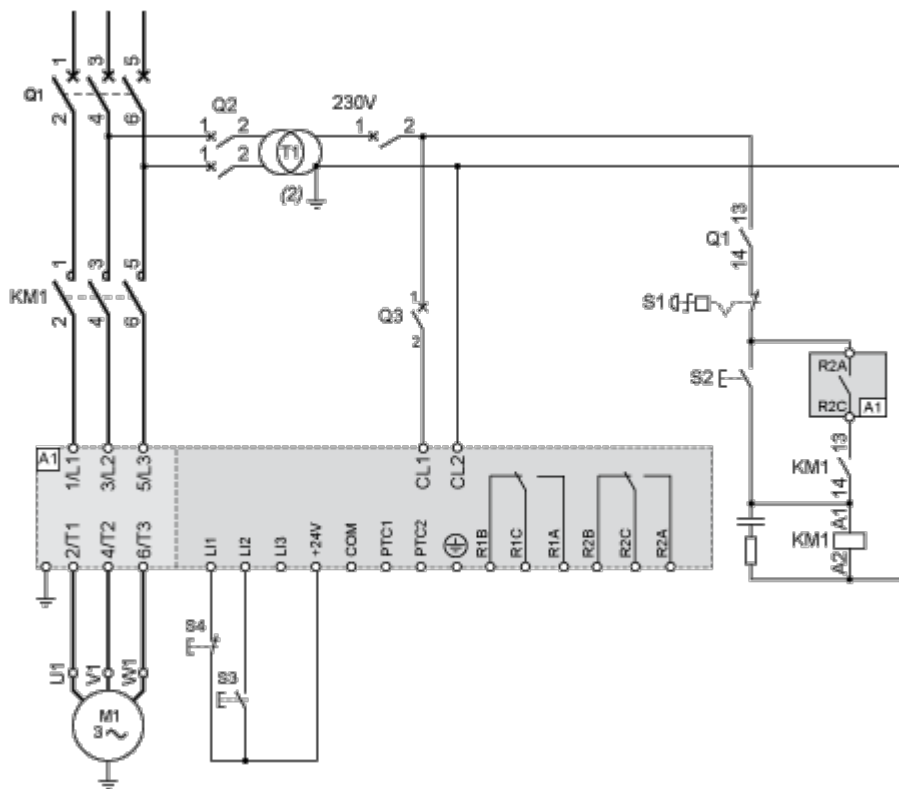 1 3 5
Q1
2 4 6
Q2
1 2
1 2
T1
(2)
230V
1 2
13
Q1
14
1 3 5
KM1
2 4 6
1
Q3
2
S1
S2
R2A
R2C A1
13
KM1
14
A1
KM1
A2
A1
1/L1 3/L2 5/L3
CL1 CL2
2/T1 4/T2 6/T3
LI1 LI2 LI3 +24V COM PTC1 PTC2 R1B R1C R1A R2B R2C R2A
S4
S3
U1 V1 W1
M1
3